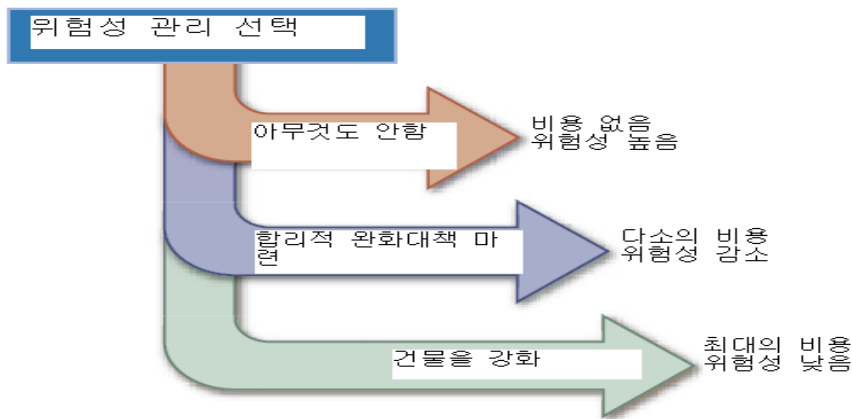 위험성 관리 선택
아무것도 안함
비용 없음
위험성 높음
합리적 완화대책 마
련
다소의 비용
위험성 감소
건물을 강화
최대의 비용
위험성 낮음